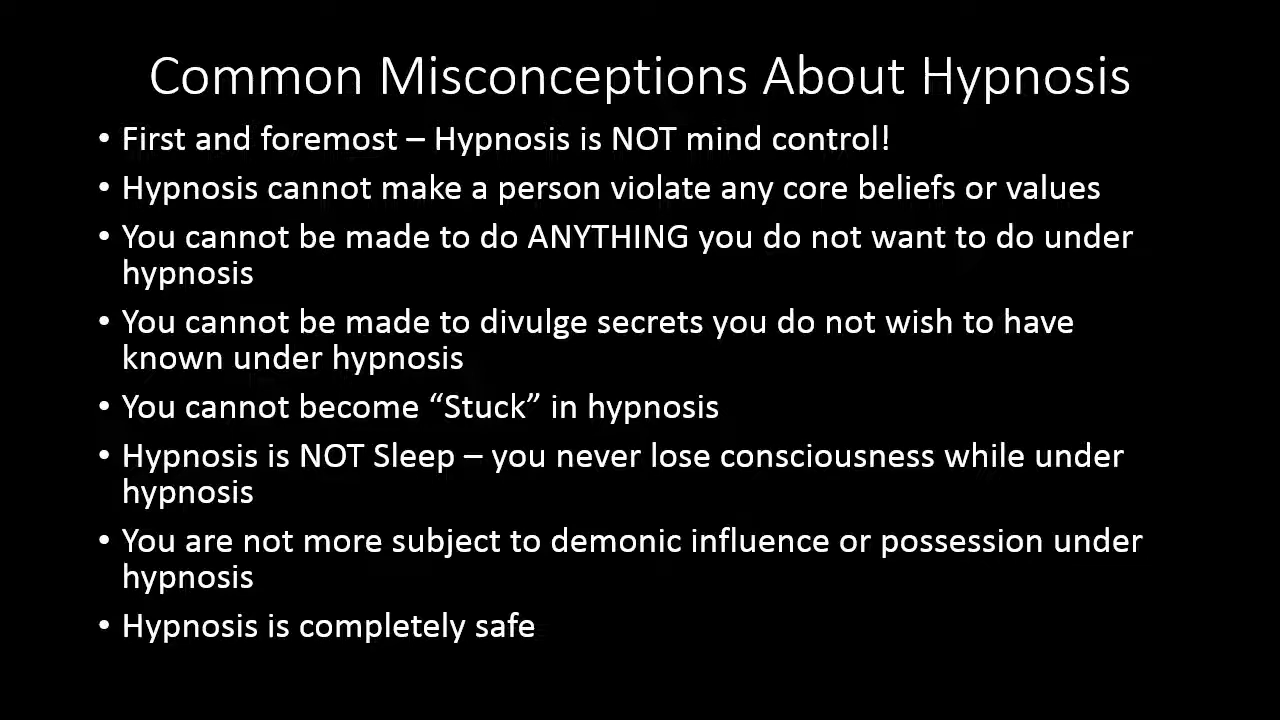 Common Misconceptions About Hypnosis
• First and foremost – Hypnosis is NOT mind control!
• Hypnosis cannot make a person violate any core beliefs or values
• You cannot be made to do ANYTHING you do not want to do under
hypnosis
• You cannot be made to divulge secrets you do not wish to have
known under hypnosis
• You cannot become “Stuck” in hypnosis
• Hypnosis is NOT Sleep – you never lose consciousness while under
hypnosis
• You are not more subject to demonic influence or possession under
hypnosis
• Hypnosis is completely safe